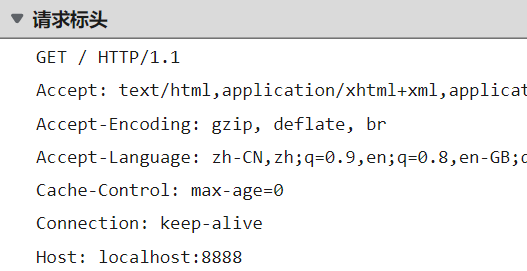 请求标头
GET / HTTP/1.1
Accept: text/html,application/xhtml+xml,applicat
Accept-Encoding: gzip, deflate, br
Accept-Language: zh-CN,zh;q=0.9,en;q=0.8,en-GB;
Cache-Control: max-age=0
Connection: keep-alive
Host: localhost:8888